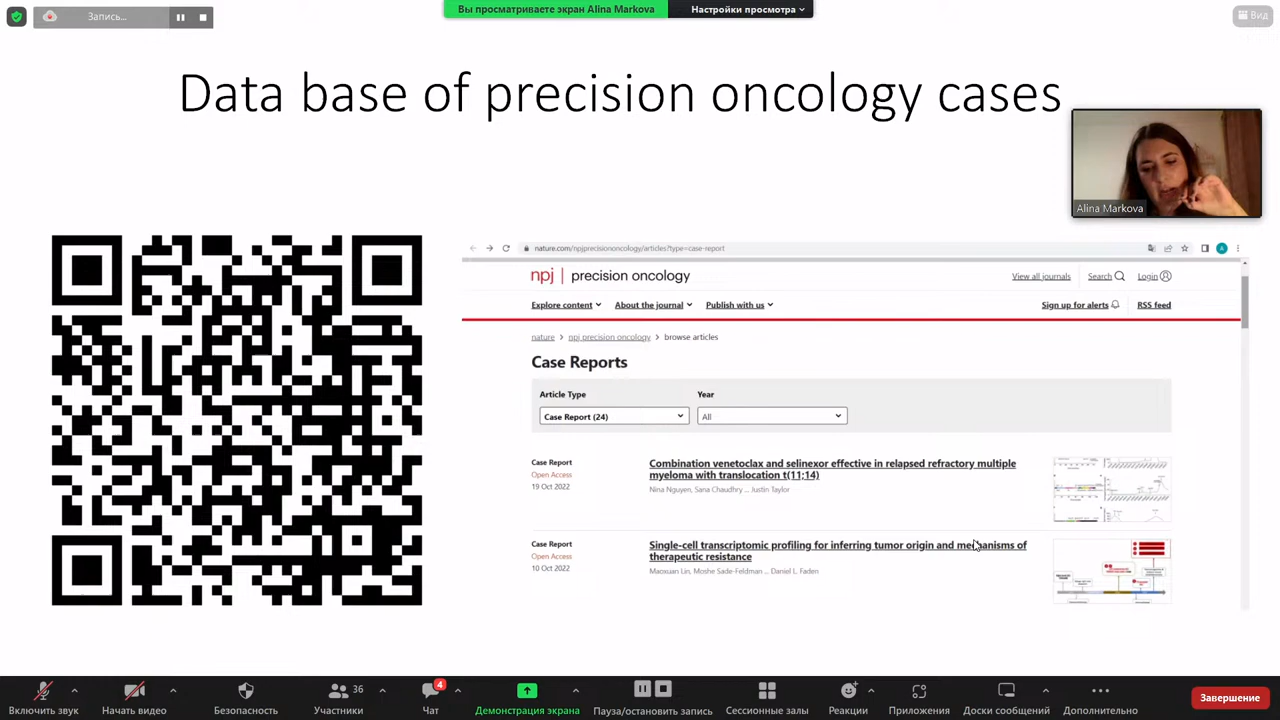 Запись...
Вы просматриваете экран Alina Markova
Настройки просмотра
Вид
Data base of precision oncology cases
Alina Markova
nature.com/npjprecisiononcology/articles?type=case-report
A
npj | precision oncology
View all journals
Search
Login
Explore content
About the journal
Publish with us
Sign up for alerts
RSS feed
nature > npj precision oncology > browse articles
Case Reports
Article Type
Year
Case Report (24)
All
Case Report
Open Access
19 Oct 2022
Combination venetoclax and selinexor effective in relapsed refractory multiple
myeloma with translocation t(11;14)
Nina Nguyen, Sana Chaudhry ... Justin Taylor
Case Report
Open Access
10 Oct 2022
Single-cell transcriptomic profiling for inferring tumor origin and mechanisms of
therapeutic resistance
Maoxuan Lin, Moshe Sade-Feldman ... Daniel L. Faden
Включить звук
Начать видео
Безопасность
36
Участники
4
Чат
Демонстрация экрана
Пауза/остановить запись
Сессионные залы
Реакции
Приложения
Доски сообщений
Дополнительно
Завершение